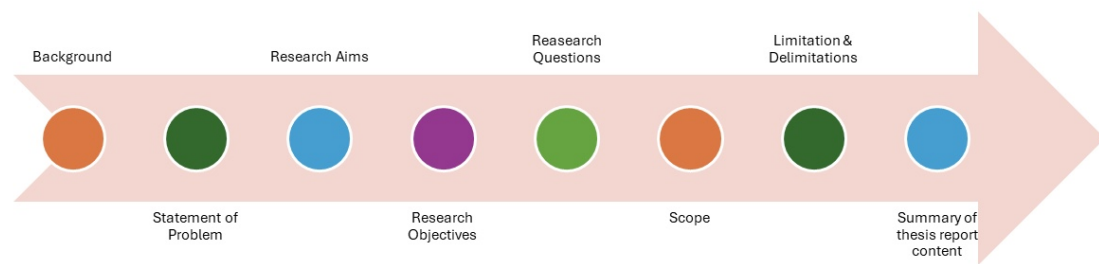 Background
Statement of
Problem
Research Aims
Research
Objectives
Reasearch
Questions
Scope
Limitation &
Delimitations
Summary of
thesis report
content